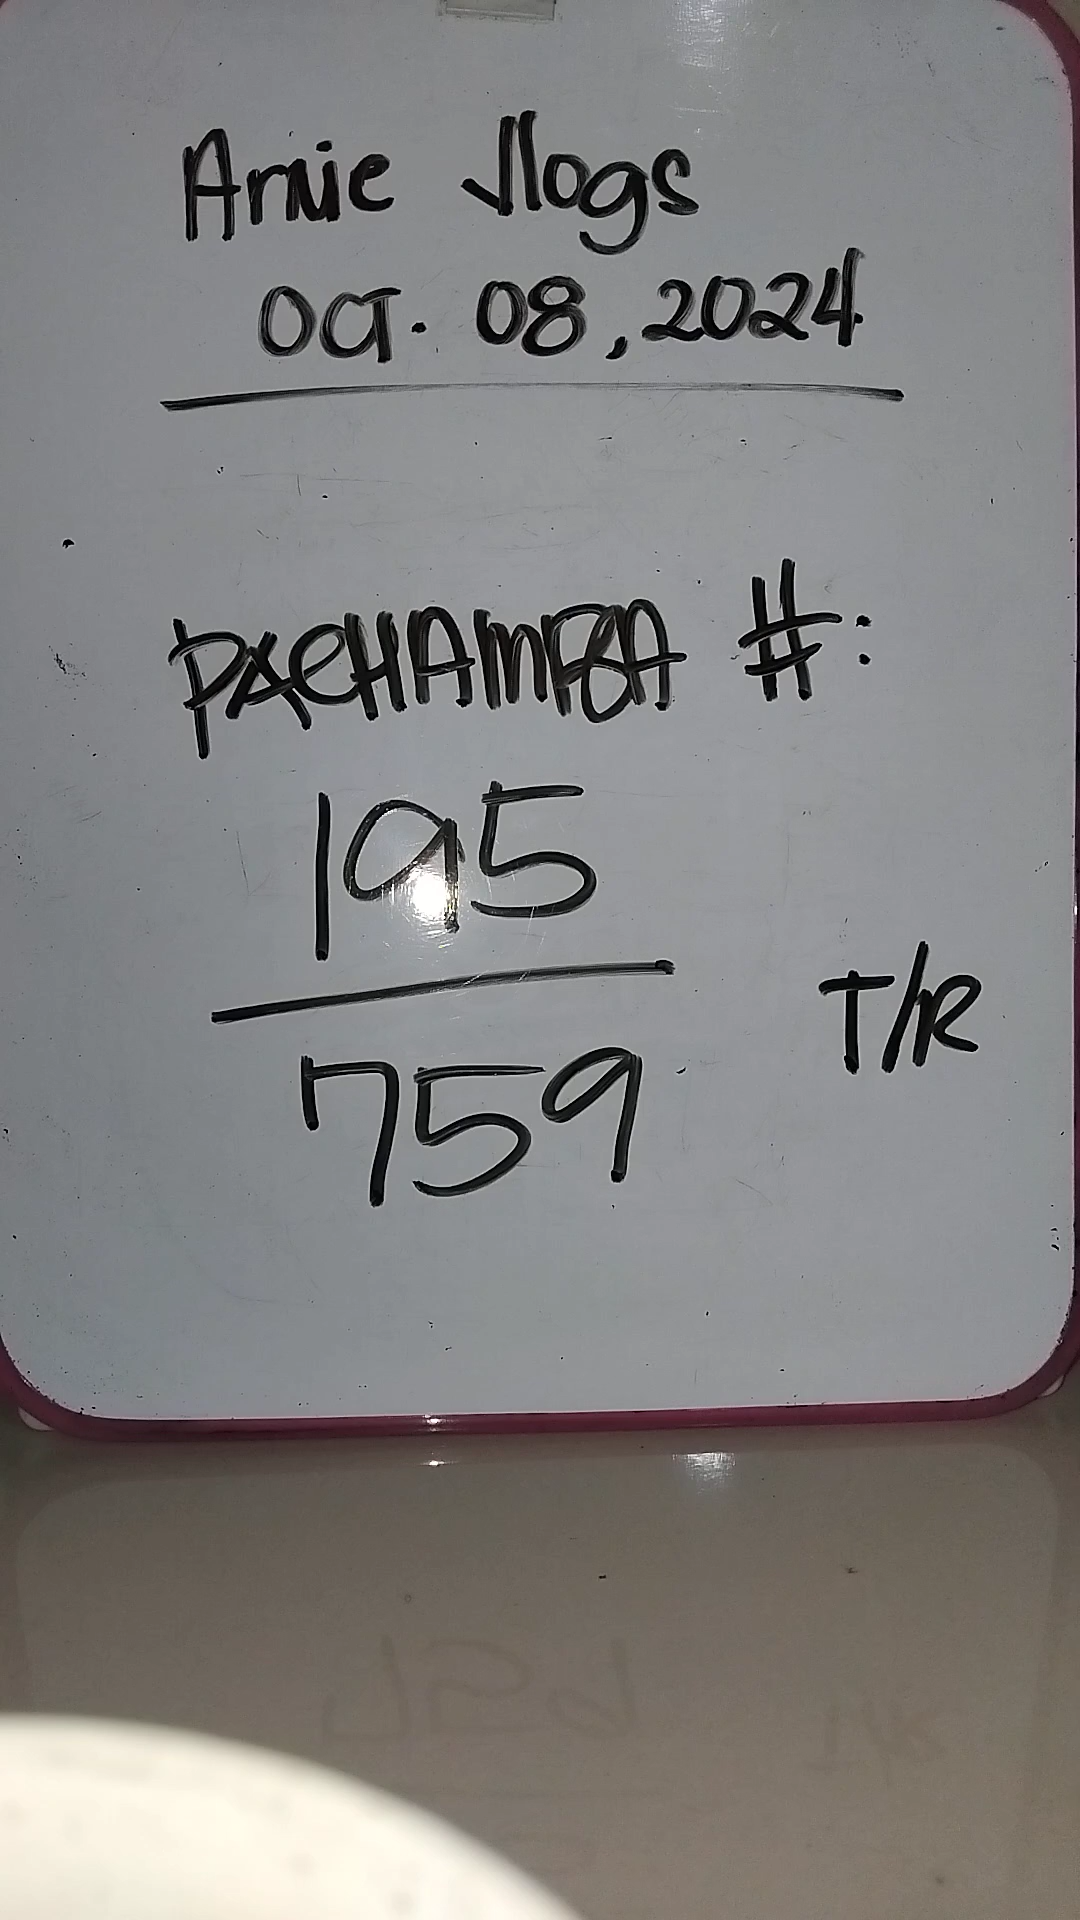 Arnie Vlogs
OCT. 08, 2024
PACHAMBA #:
195
759
T/R